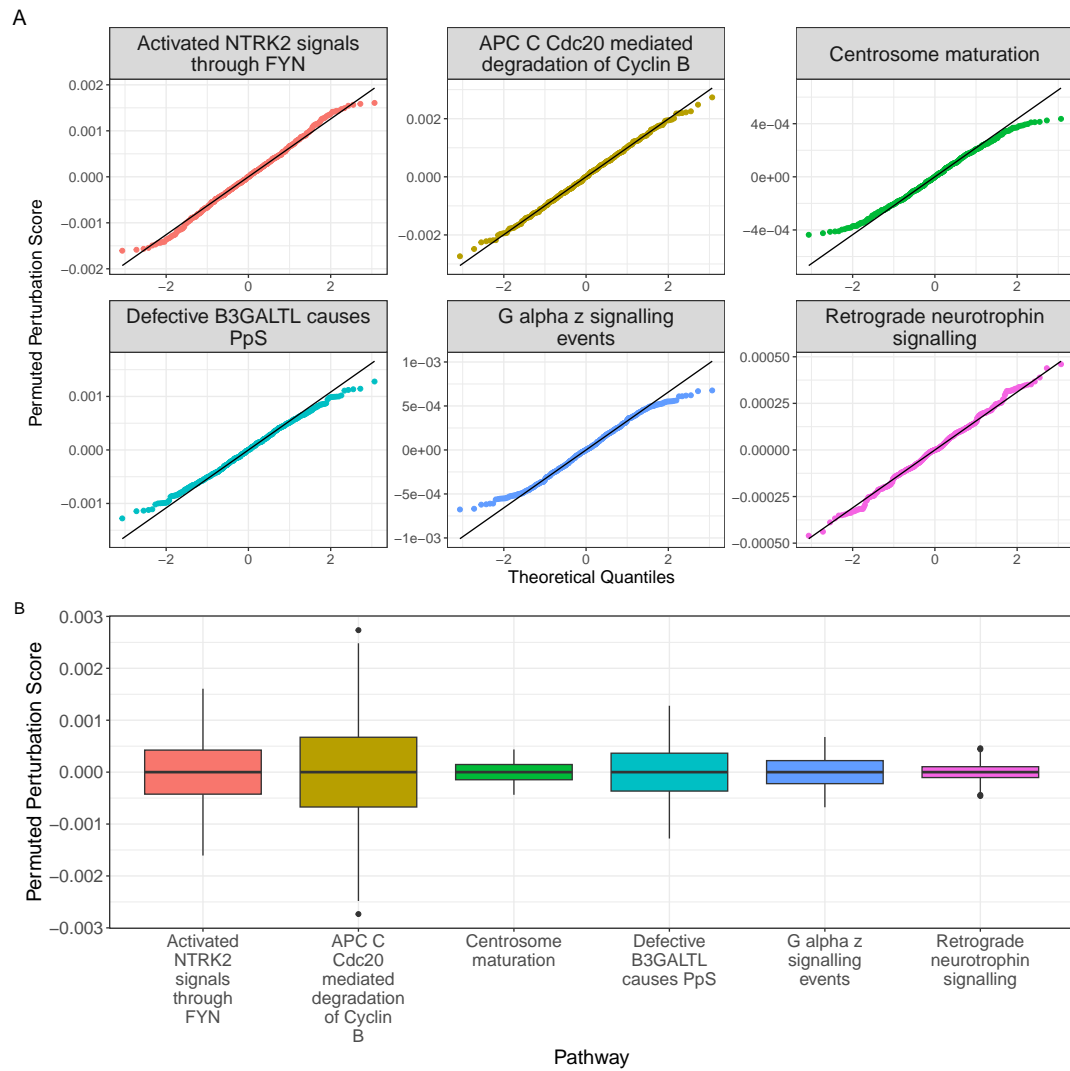 A
Activated NTRK2 signals
through FYN
APC C Cdc20 mediated
degradation of Cyclin B
Centrosome maturation
0.002
0.001
0.000
−0.001
−0.002
−2
0
2
0.002
0.000
−0.002
−2
0
2
4e−04
0e+00
−4e−04
−2
0
2
Permuted Perturbation Score
Defective B3GALTL causes
PpS
G alpha z signalling
events
Retrograde neurotrophin
signalling
0.001
0.000
−0.001
−2
0
2
1e−03
5e−04
0e+00
−5e−04
−1e−03
−2
0
2
0.00050
0.00025
0.00000
−0.00025
−0.00050
−2
0
2
Theoretical Quantiles
B
Permuted Perturbation Score
0.003
0.002
0.001
0.000
−0.001
−0.002
−0.003
Activated
NTRK2
signals
through
FYN
APC C
Cdc20
mediated
degradation
of Cyclin
B
Centrosome
maturation
Defective
B3GALTL
causes PpS
G alpha z
signalling
events
Retrograde
neurotrophin
signalling
Pathway